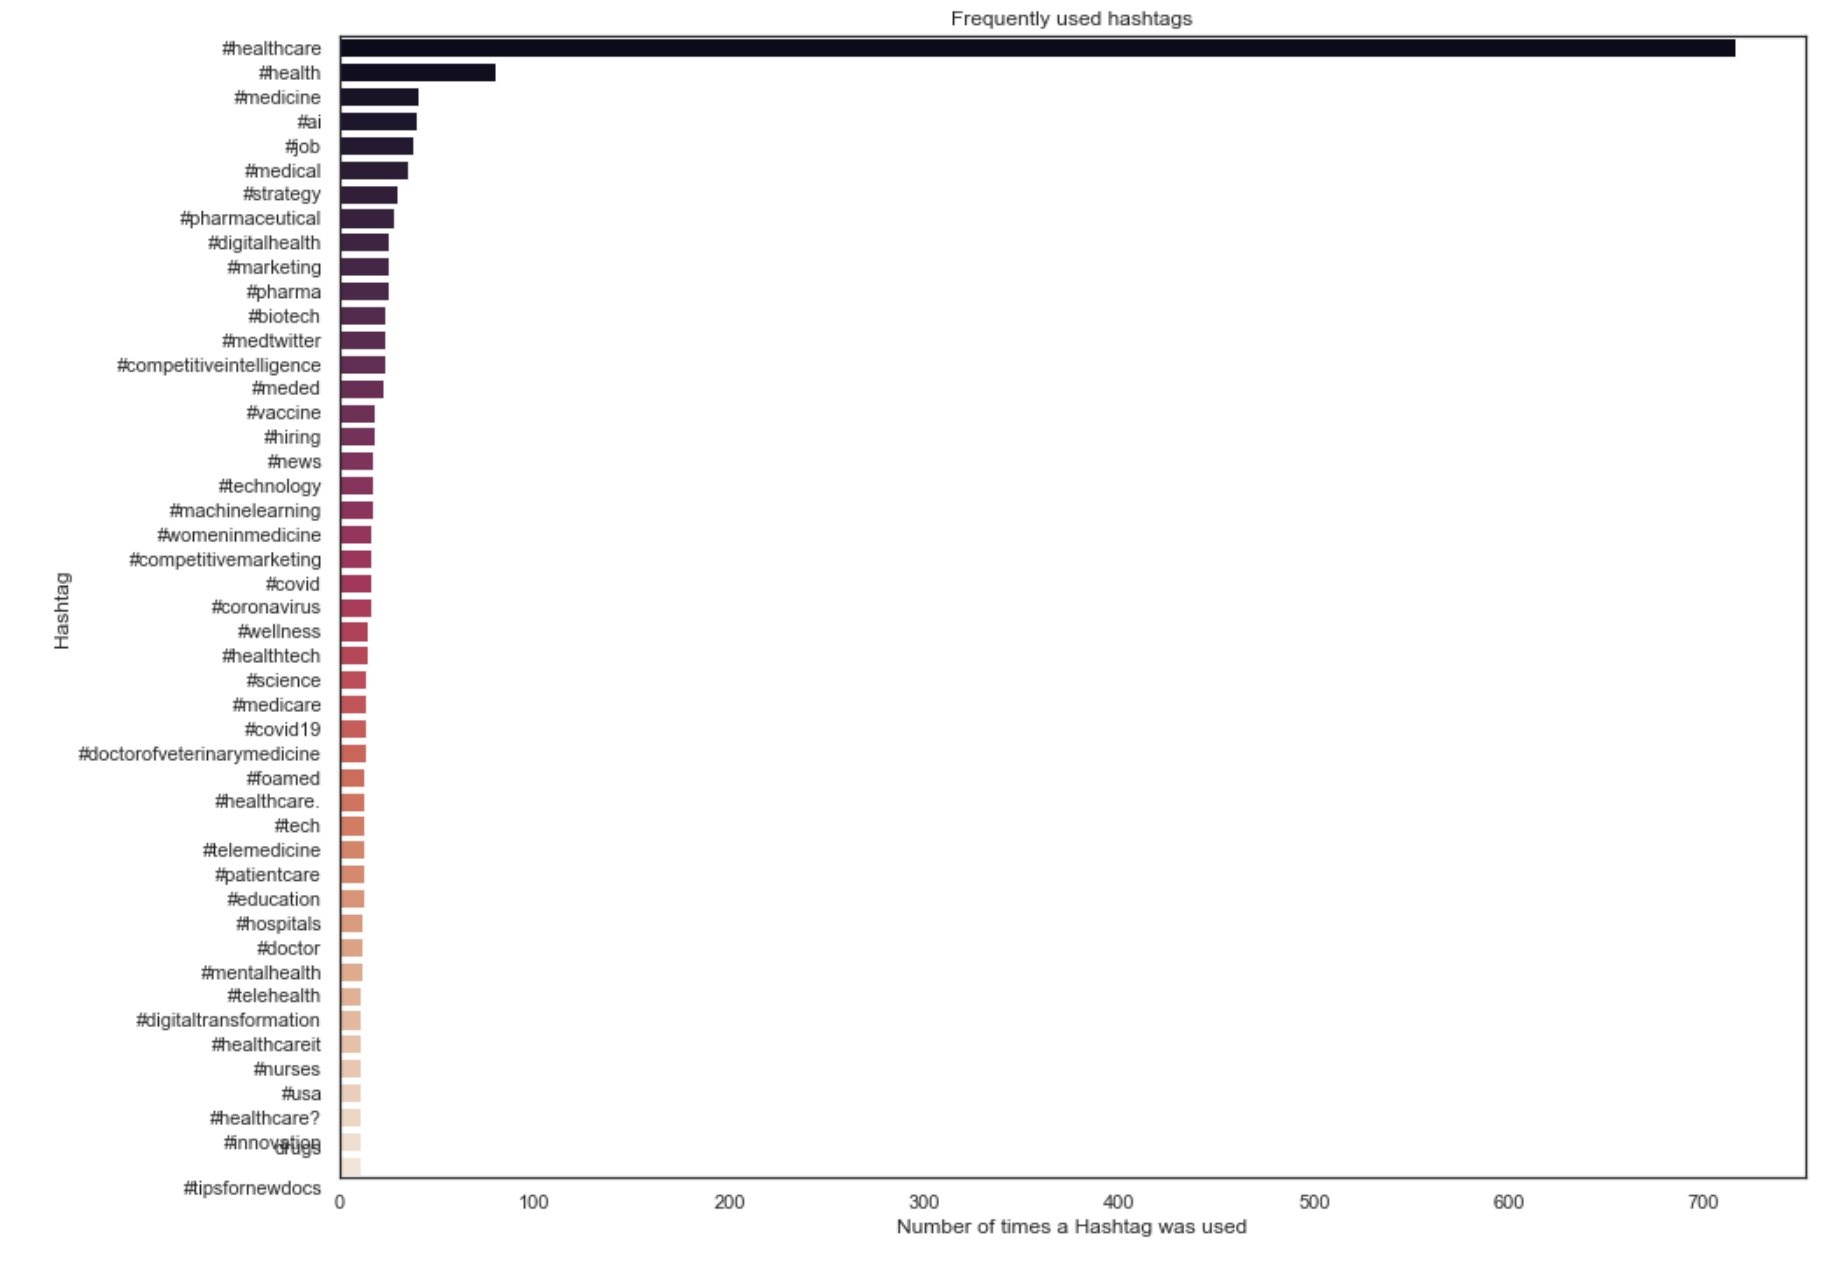 Frequently used hashtags
#healthcare
#health
#medicine
#ai
#job
#medical
#strategy
#pharmaceutical
#digitalhealth
#marketing
#pharma
#biotech
#medtwitter
#competitiveintelligence
#meded
#vaccine
#hiring
#news
#technology
#machinelearning
#womeninmedicine
#competitivemarketing
#covid
#coronavirus
#wellness
#healthtech
#science
#medicare
#covid19
#doctorofveterinarymedicine
#foamed
#healthcare.
#tech
#telemedicine
#patientcare
#education
#hospitals
#doctor
#mentalhealth
#telehealth
#digitaltransformation
#healthcareit
#nurses
#usa
#healthcare?
#innovation
drugs
#tipsfornewdocs
Hashtag
0 100 200 300 400 500 600 700
Number of times a Hashtag was used